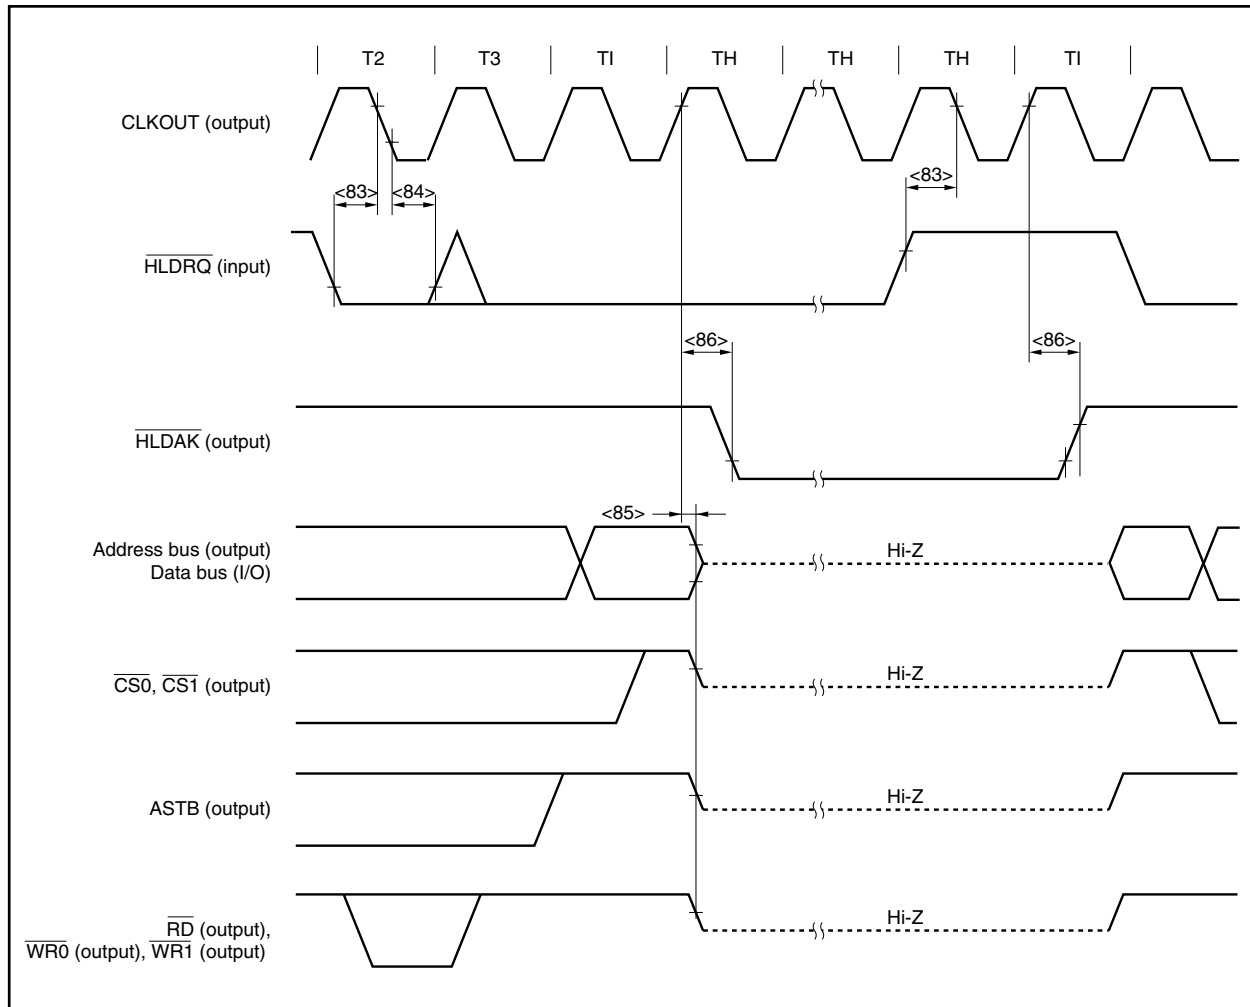 T2 T3 TI TH TH TH TI
CLKOUT (output)
<83> <84> <83>
HLDRQ (input)
<86> <86>
HLDAK (output)
<85>
Address bus (output)
Data bus (I/O)
Hi-Z
CS0, CS1 (output)
Hi-Z
ASTB (output)
Hi-Z
RD (output),
WR0 (output), WR1 (output)
Hi-Z